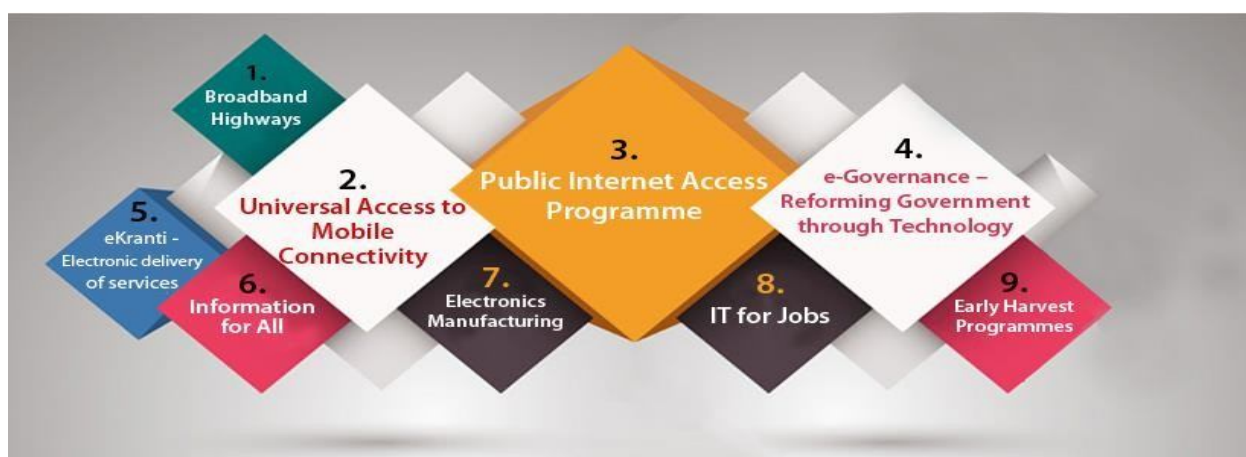 1.
Broadband
Highways
2.
Universal Access to
Mobile
Connectivity
3.
Public Internet Access
Programme
4.
e-Governance –
Reforming Government
through Technology
5.
eKranti -
Electronic delivery
of services
6.
Information
for All
7.
Electronics
Manufacturing
8.
IT for Jobs
9.
Early Harvest
Programmes